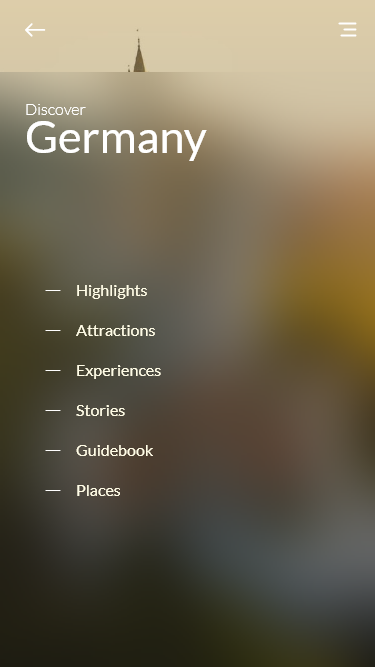 Discover
Germany
Highlights
Attractions
Experiences
Stories
Guidebook
Places